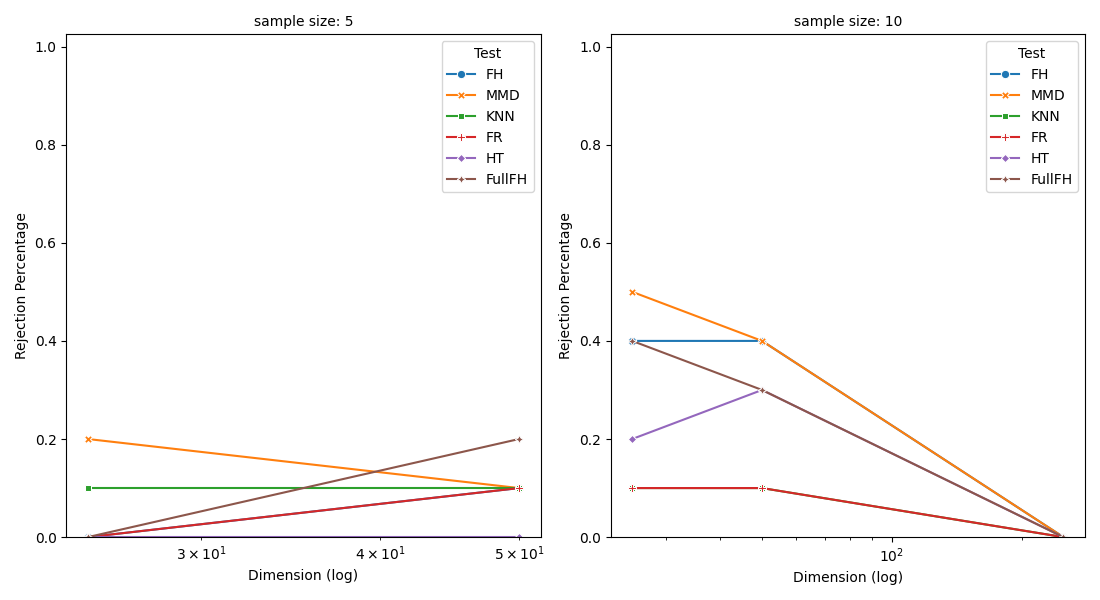 sample size: 5
Rejection Percentage
1.0
0.8
0.6
0.4
0.2
0.0
3 × 10¹
4 × 10¹
5 × 10¹
Dimension (log)
Test
FH
MMD
KNN
FR
HT
FullFH
sample size: 10
Rejection Percentage
1.0
0.8
0.6
0.4
0.2
0.0
10²
Dimension (log)
Test
FH
MMD
KNN
FR
HT
FullFH